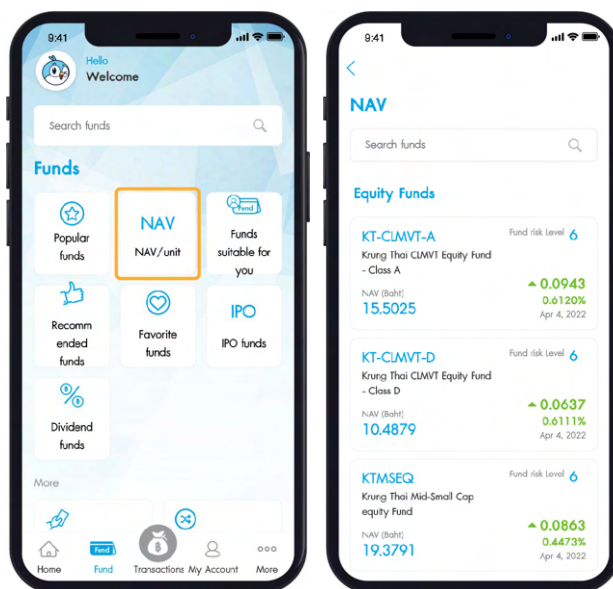 9:41
Hello
Welcome
Search funds
Funds
Popular
funds
NAV
NAV/unit
Fund
Funds
suitable for
you
Recomm
ended
funds
Favorite
funds
IPO
IPO funds
Dividend
funds
More
Home
Fund
Fund
Transactions
My Account
More
9:41
NAV
Search funds
Equity Funds
KT-CLMVT-A
Fund risk Level 6
Krung Thai CLMVT Equity Fund
- Class A
NAV (Baht)
15.5025
0.0943
0.6120%
Apr 4, 2022
KT-CLMVT-D
Fund risk Level 6
Krung Thai CLMVT Equity Fund
- Class D
NAV (Baht)
10.4879
0.0637
0.6111%
Apr 4, 2022
KTMSEQ
Fund risk Level 6
Krung Thai Mid-Small Cap
equity Fund
NAV (Baht)
19.3791
0.0863
0.4473%
Apr 4, 2022